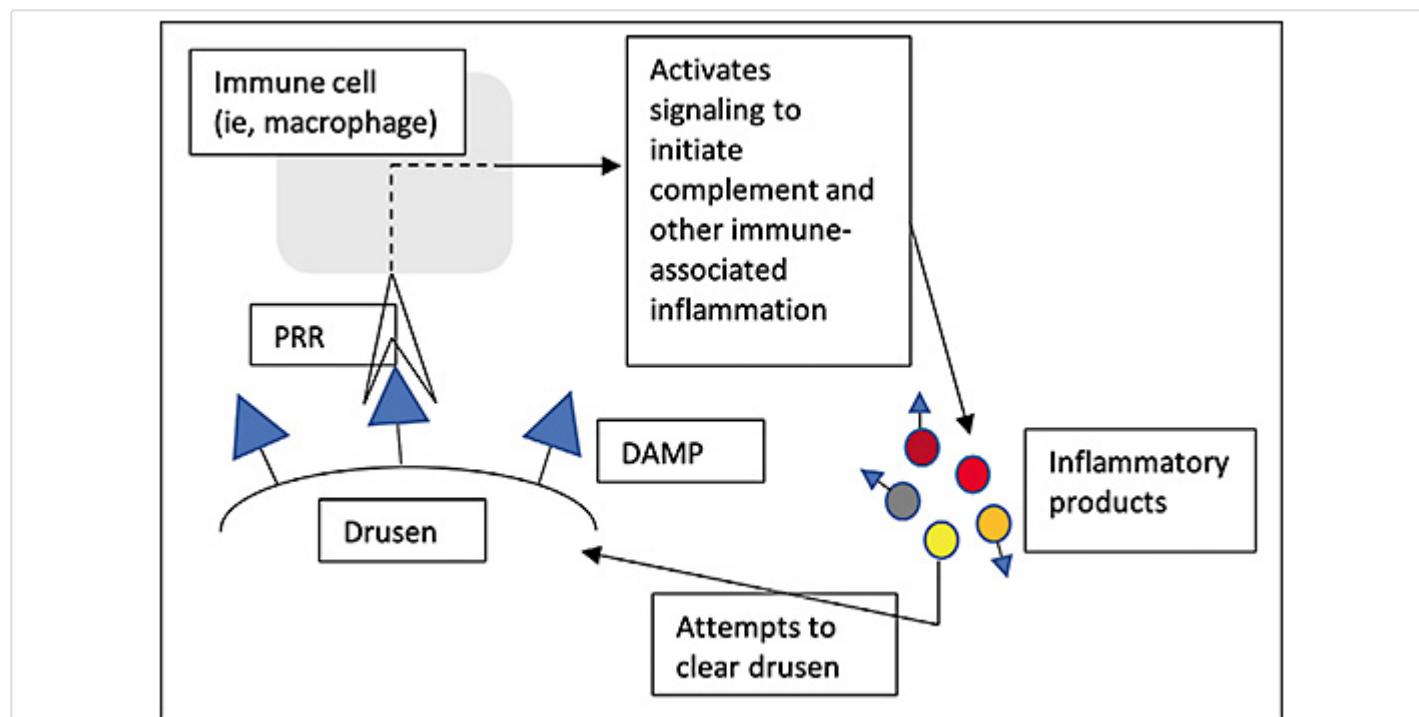 Immune cell
(ie, macrophage)
Activates
signaling to
initiate
complement and
other immune-
associated
inflammation
PRR
DAMP
Drusen
Inflammatory
products
Attempts to
clear drusen